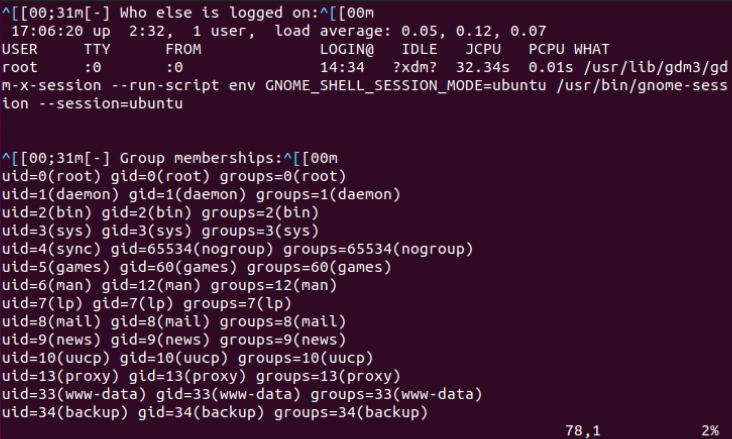 ^[[00;31m[-] Who else is logged on:^[[00m
 17:06:20 up  2:32,  1 user,  load average: 0.05, 0.12, 0.07
USER     TTY      FROM             LOGIN@   IDLE   JCPU   PCPU WHAT
root     :0       :0               14:34   ?xdm?  32.34s  0.01s /usr/lib/gdm3/gd
m-x-session --run-script env GNOME_SHELL_SESSION_MODE=ubuntu /usr/bin/gnome-sess
ion --session=ubuntu
^[[00;31m[-] Group memberships:^[[00m
uid=0(root) gid=0(root) groups=0(root)
uid=1(daemon) gid=1(daemon) groups=1(daemon)
uid=2(bin) gid=2(bin) groups=2(bin)
uid=3(sys) gid=3(sys) groups=3(sys)
uid=4(sync) gid=65534(nogroup) groups=65534(nogroup)
uid=5(games) gid=60(games) groups=60(games)
uid=6(man) gid=12(man) groups=12(man)
uid=7(lp) gid=7(lp) groups=7(lp)
uid=8(mail) gid=8(mail) groups=8(mail)
uid=9(news) gid=9(news) groups=9(news)
uid=10(uucp) gid=10(uucp) groups=10(uucp)
uid=13(proxy) gid=13(proxy) groups=13(proxy)
uid=33(www-data) gid=33(www-data) groups=33(www-data)
uid=34(backup) gid=34(backup) groups=34(backup)
78,1          2%